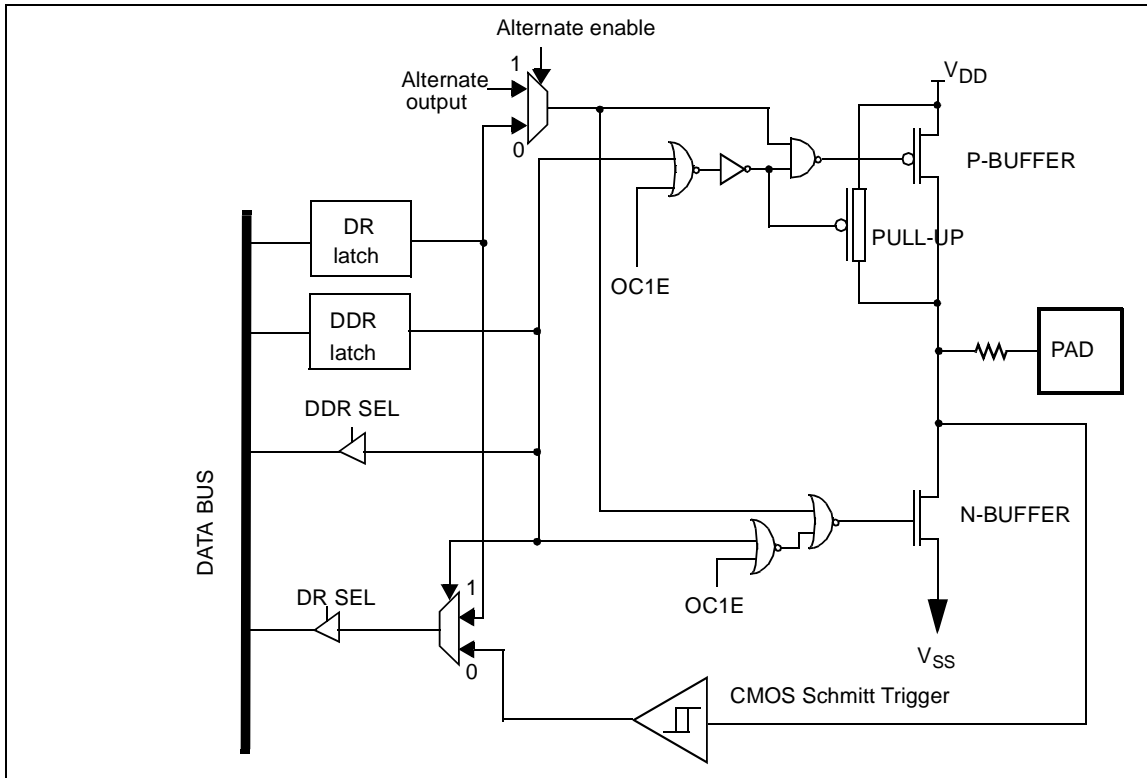 Alternate enable
1
Alternate
output
0
VDD
P-BUFFER
PULL-UP
OC1E
DR
latch
DDR
latch
PAD
DDR SEL
DATA BUS
N-BUFFER
OC1E
1
DR SEL
0
VSS
CMOS Schmitt Trigger